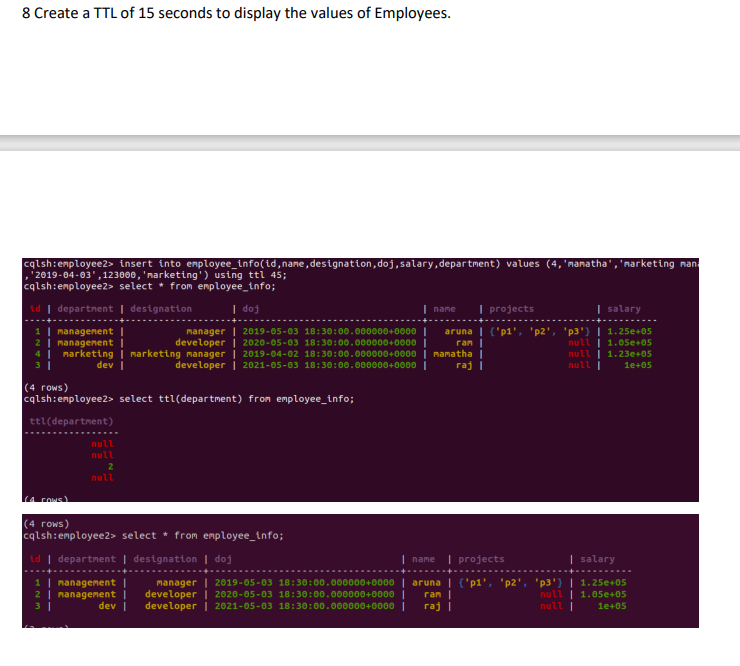 8 Create a TTL of 15 seconds to display the values of Employees.
cqlsh:employee2> insert into employee_info(id,name,designation,doj,salary,department) values (4,'mamatha','marketing mana
,'2019-04-03',123000,'marketing') using ttl 45;
cqlsh:employee2> select * from employee_info;
id | department | designation | doj | name | projects | salary
----+------------+-------------------+---------------------------------+---------+--------------------+----------
1 | management | manager | 2019-05-03 18:30:00.000000+0000 | aruna | {'p1', 'p2', 'p3'} | 1.25e+05
2 | management | developer | 2020-05-03 18:30:00.000000+0000 | ram | null | 1.05e+05
4 | marketing | marketing manager | 2019-04-02 18:30:00.000000+0000 | mamatha | null | 1.23e+05
3 | dev | developer | 2021-05-03 18:30:00.000000+0000 | raj | null | 1e+05
(4 rows)
cqlsh:employee2> select ttl(department) from employee_info;
ttl(department)
-----------------
null
null
2
null
(4 rows)
(4 rows)
cqlsh:employee2> select * from employee_info;
id | department | designation | doj | name | projects | salary
----+------------+-------------+---------------------------------+-------+--------------------+----------
1 | management | manager | 2019-05-03 18:30:00.000000+0000 | aruna | {'p1', 'p2', 'p3'} | 1.25e+05
2 | management | developer | 2020-05-03 18:30:00.000000+0000 | ram | null | 1.05e+05
3 | dev | developer | 2021-05-03 18:30:00.000000+0000 | raj | null | 1e+05